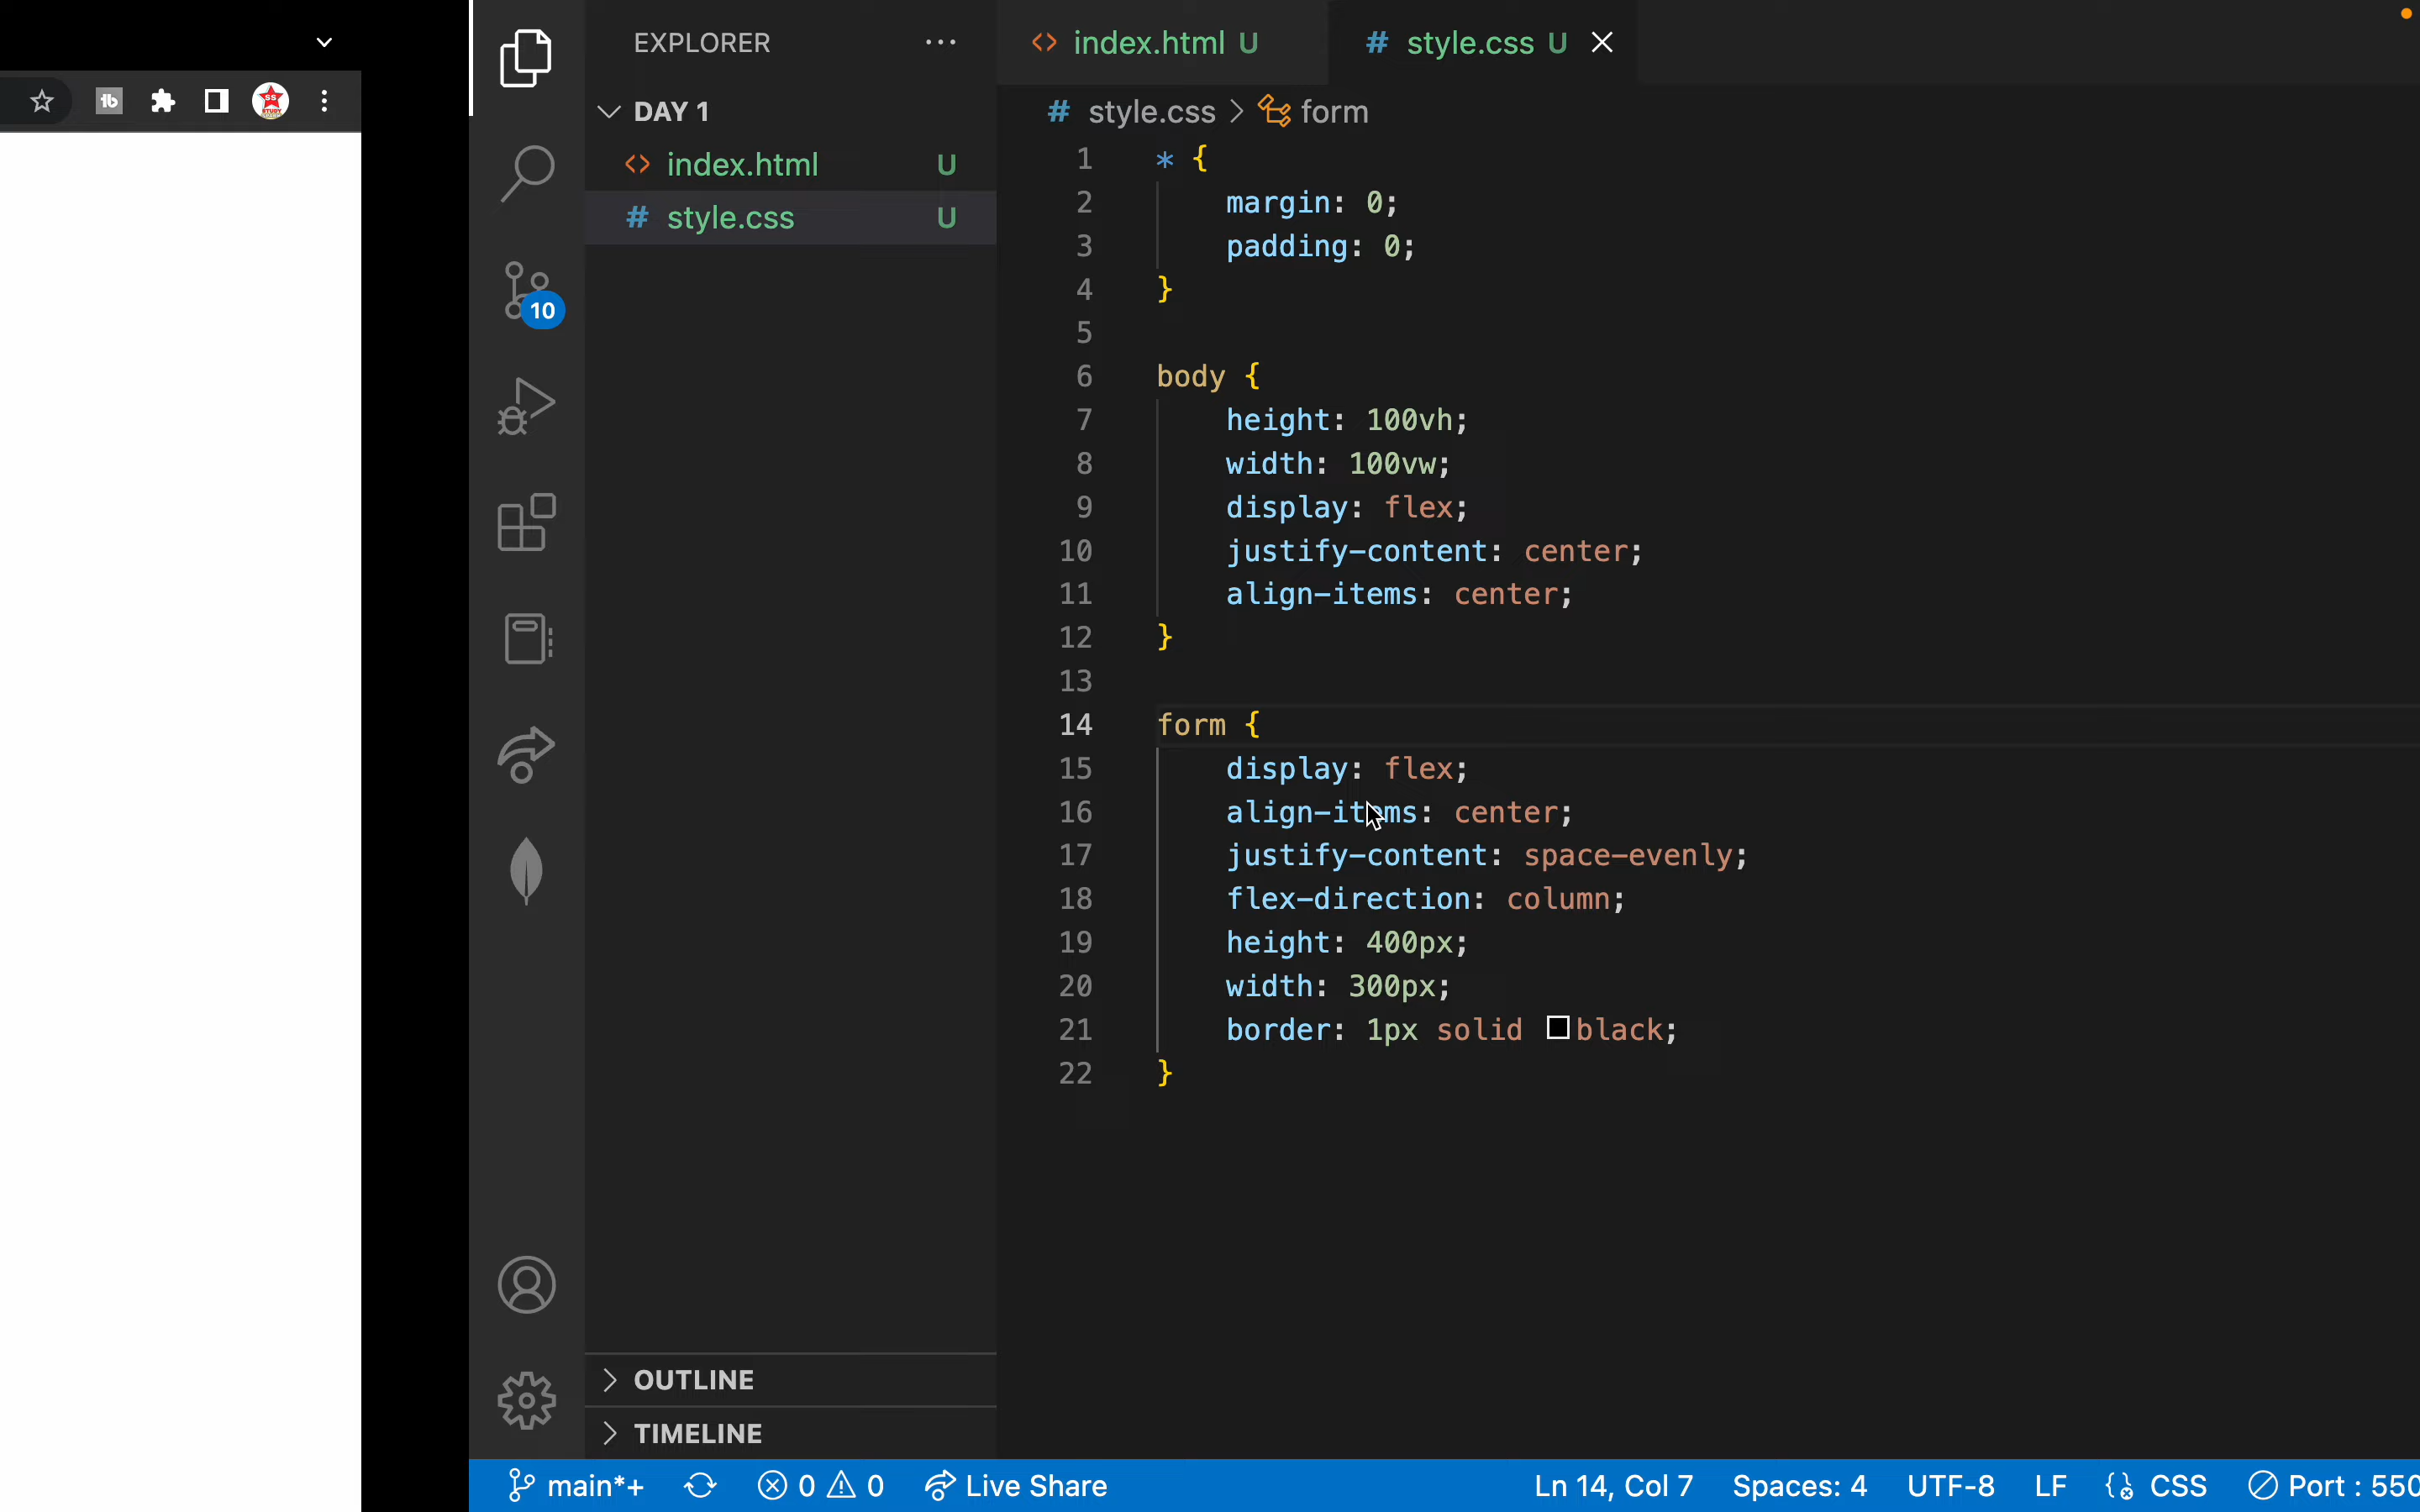 EXPLORER
DAY 1
index.html U
style.css U
10
OUTLINE
TIMELINE
index.html U
# style.css U
# style.css > form
1 * {
2 margin: 0;
3 padding: 0;
4 }
5
6 body {
7 height: 100vh;
8 width: 100vw;
9 display: flex;
10 justify-content: center;
11 align-items: center;
12 }
13
14 form {
15 display: flex;
16 align-items: center;
17 justify-content: space-evenly;
18 flex-direction: column;
19 height: 400px;
20 width: 300px;
21 border: 1px solid black;
22 }
main*+ 0 0 Live Share Ln 14, Col 7 Spaces: 4 UTF-8 LF CSS Port : 550